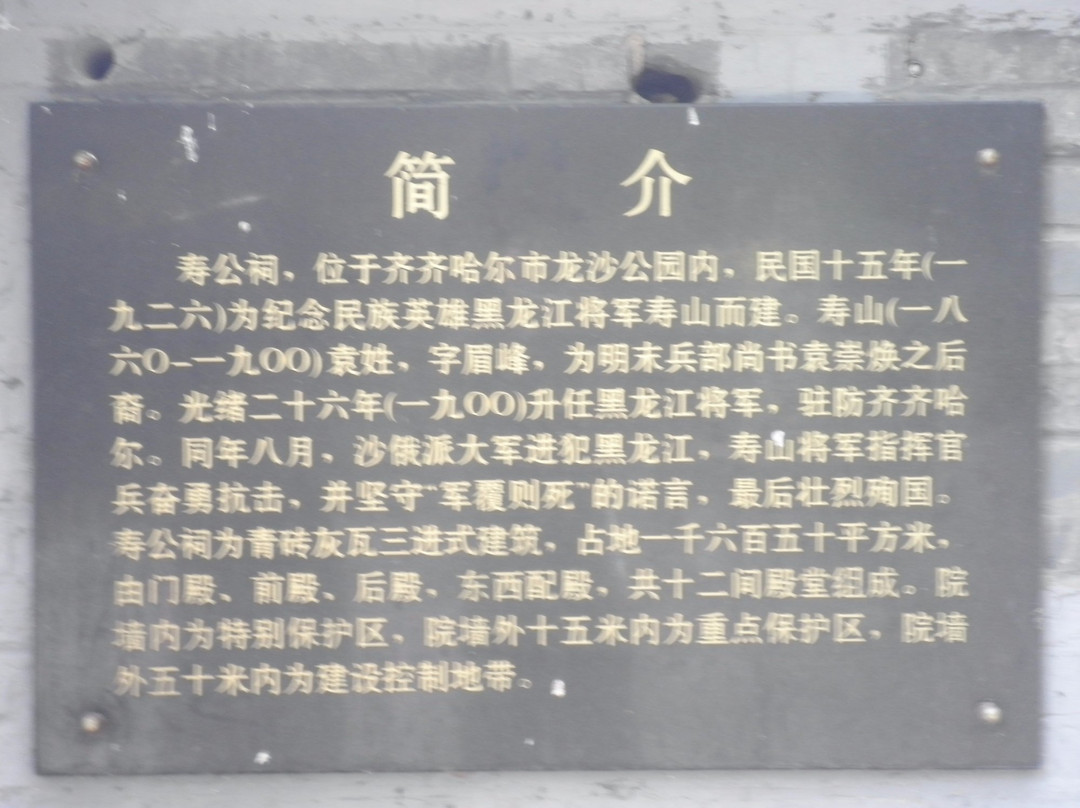 简 介
寿公祠，位于齐齐哈尔市龙沙公园内，民国十五年(一
九二六)为纪念民族英雄黑龙江将军寿山而建。寿山(一八
六O-一九OO)袁姓，字眉峰，为明末兵部尚书袁崇焕之后
裔。光绪二十六年(一九OO)升任黑龙江将军，驻防齐齐哈
尔。同年八月，沙俄派大军进犯黑龙江，寿山将军指挥官
兵奋勇抗击，并坚守“军覆则死”的诺言，最后壮烈殉国。
寿公祠为青砖灰瓦三进式建筑，占地一千六百五十平方米，
由门殿、前殿、后殿、东西配殿，共十二间殿堂组成。院
墙内为特别保护区，院墙外十五米内为重点保护区，院墙
外五十米内为建设控制地带。